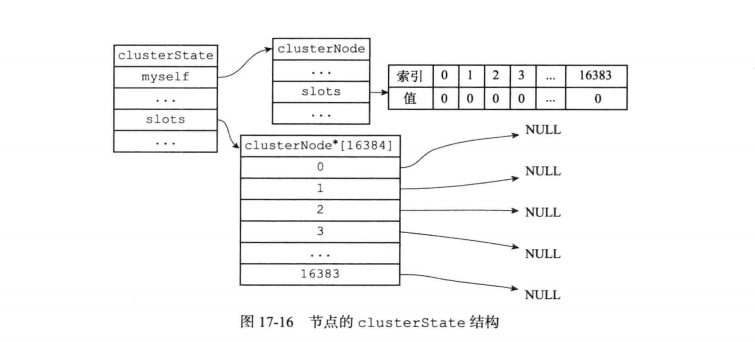 clusterState
myself
...
slots
...
clusterNode
...
slots
...
索引 0 1 2 3 ... 16383
值 0 0 0 0 ... 0
clusterNode*[16384]
0
1
2
3
...
16383
NULL
NULL
NULL
NULL
NULL
图 17-16 节点的 clusterState 结构